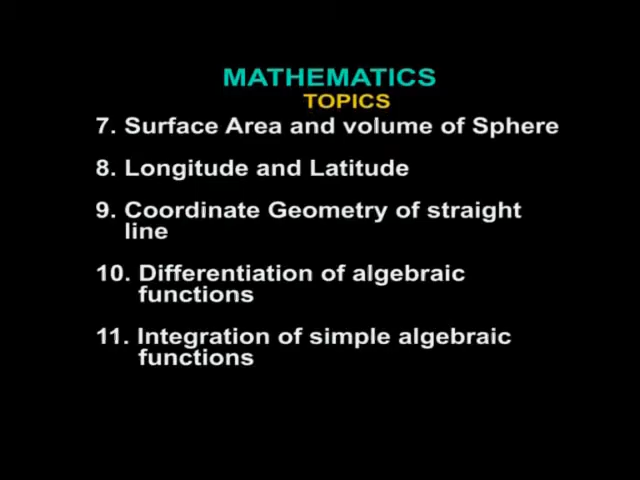 MATHEMATICS
TOPICS
7. Surface Area and volume of Sphere
8. Longitude and Latitude
9. Coordinate Geometry of straight
line
10. Differentiation of algebraic
functions
11. Integration of simple algebraic
functions